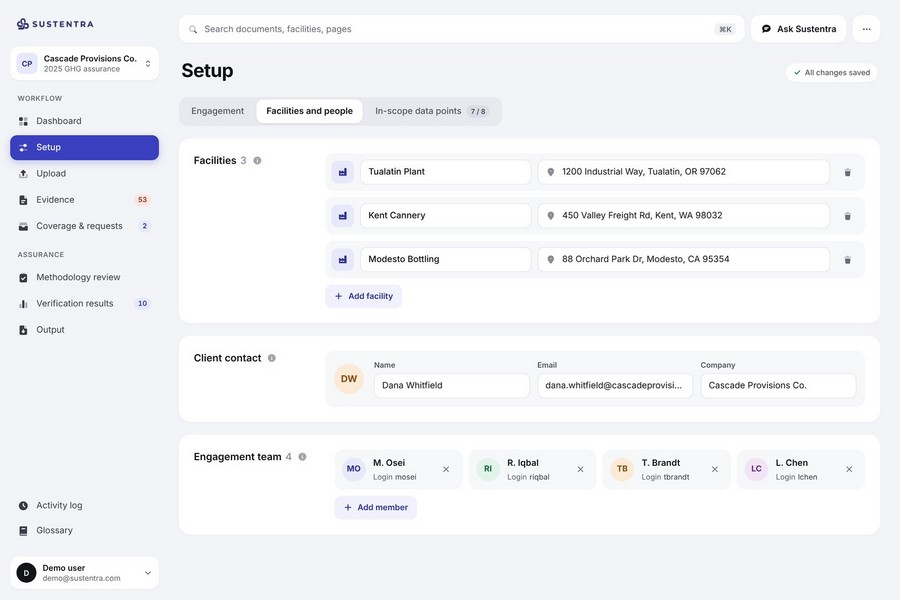 SUSTENTRA
CP
Cascade Provisions Co.
2025 GHG assurance
WORKFLOW
Dashboard
Setup
Upload
Evidence 53
Coverage & requests 2
ASSURANCE
Methodology review
Verification results 10
Output
Activity log
Glossary
D
Demo user
demo@sustentra.com
Search documents, facilities, pages ⌘K
Ask Sustentra
...
Setup
All changes saved
Engagement Facilities and people In-scope data points 7 / 8
Facilities 3
Tualatin Plant 1200 Industrial Way, Tualatin, OR 97062
Kent Cannery 450 Valley Freight Rd, Kent, WA 98032
Modesto Bottling 88 Orchard Park Dr, Modesto, CA 95354
+ Add facility
Client contact
DW
Name Email Company
Dana Whitfield dana.whitfield@cascadeprovisi... Cascade Provisions Co.
Engagement team 4
MO M. Osei RI R. Iqbal TB T. Brandt LC L. Chen
Login mosei Login riqbal Login tbrandt Login lchen
+ Add member